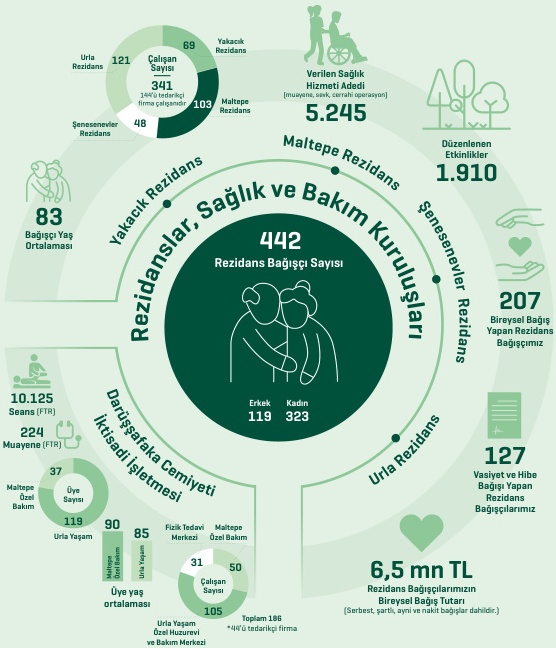 Urla
Rezidans
121
69
Yakacık
Rezidans
Çalışan
Sayısı
341
144'ü tedarikçi
firma çalışanıdır
103
Maltepe
Rezidans
48
Şenesenevler
Rezidans
Verilen Sağlık
Hizmeti Adedi
(muayene, sevk, cerrahi operasyon)
5.245
Düzenlenen
Etkinlikler
1.910
83
Bağışçı Yaş
Ortalaması
Yakacık Rezidans
Maltepe Rezidans
Şenesenevler Rezidans
Urla Rezidans
Rezidanslar, Sağlık ve Bakım Kuruluşları
442
Rezidans Bağışçı Sayısı
Erkek
119
Kadın
323
207
Bireysel Bağış
Yapan Rezidans
Bağışçımız
127
Vasiyet ve Hibe
Bağışı Yapan
Rezidans
Bağışçılarımız
6,5 mn TL
Rezidans Bağışçılarımızın
Bireysel Bağış Tutarı
(Serbest, şartlı, ayni ve nakit bağışlar dahildir.)
Darüşşafaka Cemiyeti
İktisadi İşletmesi
10.125
Seans (FTR)
224
Muayene (FTR)
37
Maltepe
Özel
Bakım
Üye
Sayısı
119
Urla Yaşam
90
Maltepe
Özel Bakım
85
Urla Yaşam
Üye yaş
ortalaması
Fizik Tedavi
Merkezi
Maltepe
Özel Bakım
31
50
Çalışan
Sayısı
105
Urla Yaşam
Özel Huzurevi
ve Bakım Merkezi
Toplam 186
*44'ü tedarikçi firma